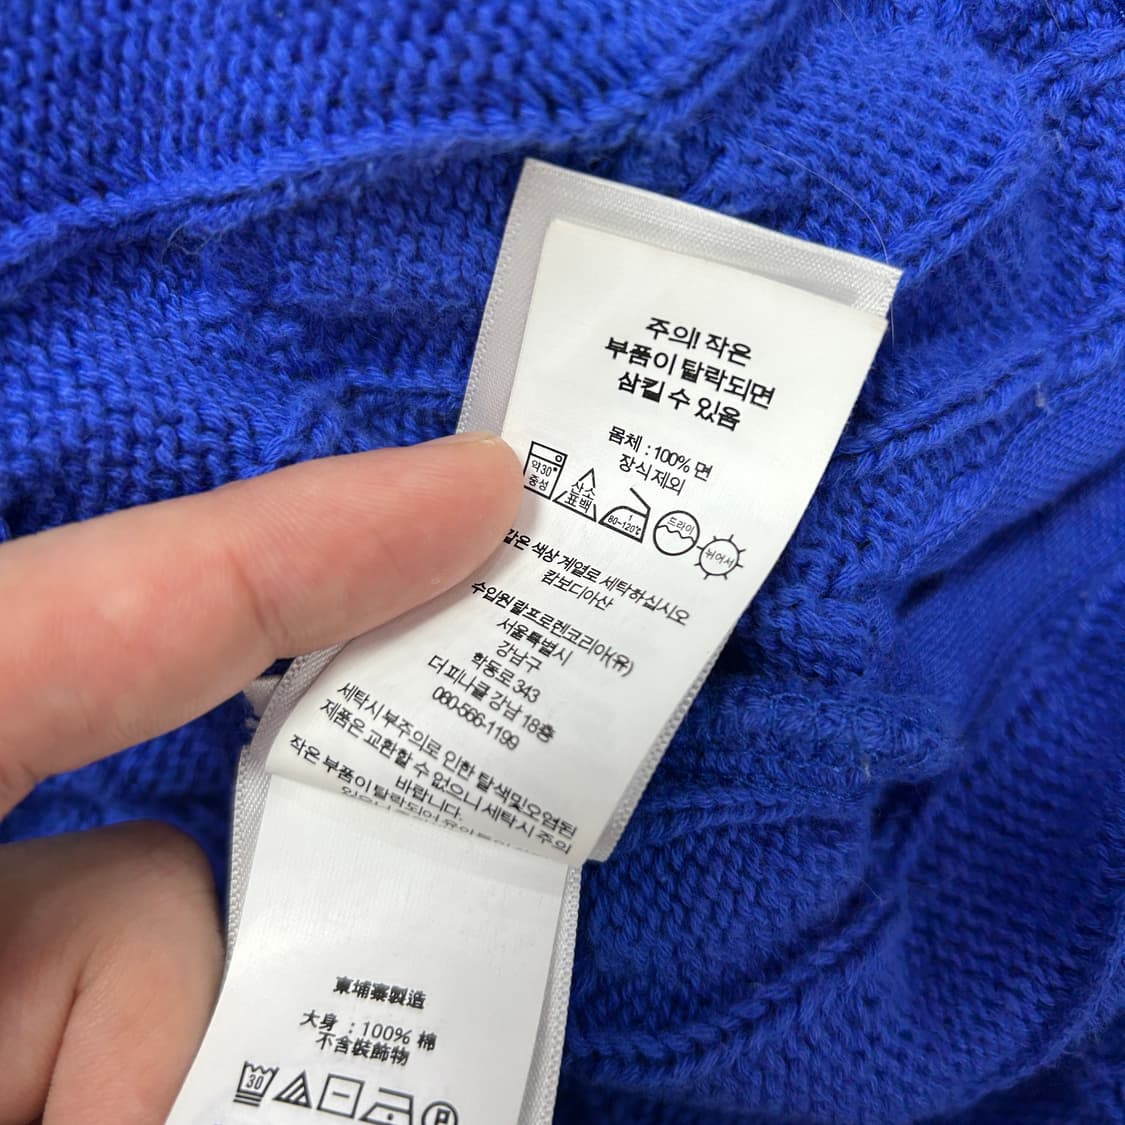 주의! 작은
부품이 탈락되면
삼킬 수 있음
몸체 : 100% 면
장식제외
약30°
중성
산소
표백
1
80-120℃
드라이
뉘어서
같은 색상 계열로 세탁하십시오
캄보디아산
수입원 랄프로렌코리아(유)
서울특별시
강남구
학동로 343
더 피나클 강남 18층
080-566-1199
세탁시 부주의로 인한 탈색및오염된
제품은 교환할 수 없으니 세탁시 주의
바랍니다.
작은 부품이 탈락되어
柬埔寨製造
大身 : 100% 棉
不含裝飾物
30
P